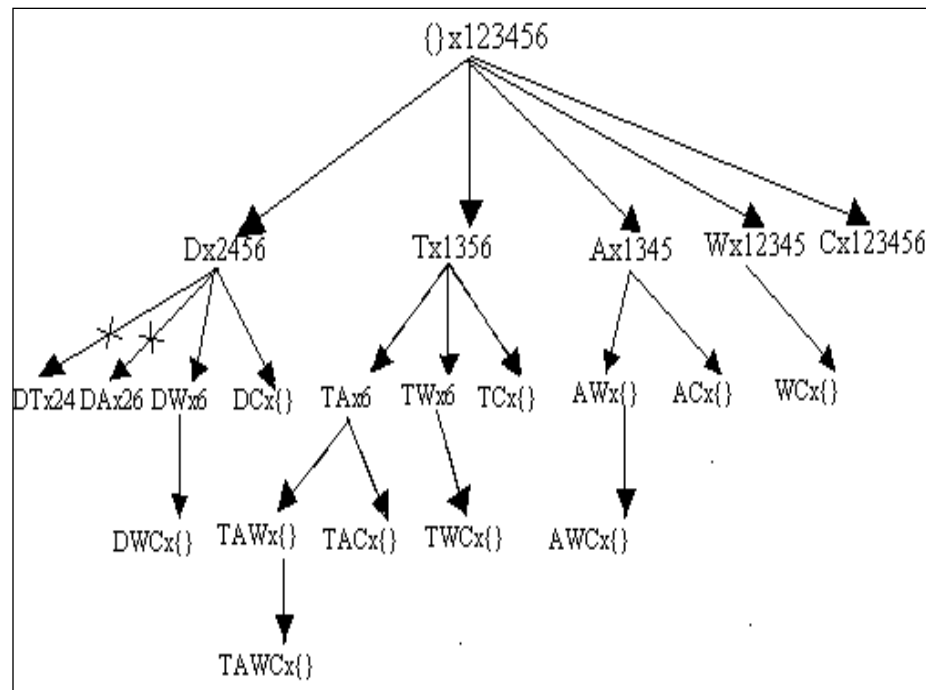 {}x123456
Dx2456 Tx1356 Ax1345 Wx12345 Cx123456
DTx24 DAx26 DWx6 DCx{} TAx6 TWx6 TCx{} AWx{} ACx{} WCx{}
DWCx{} TAWx{} TACx{} TWCx{} AWCx{}
TAWCx{}